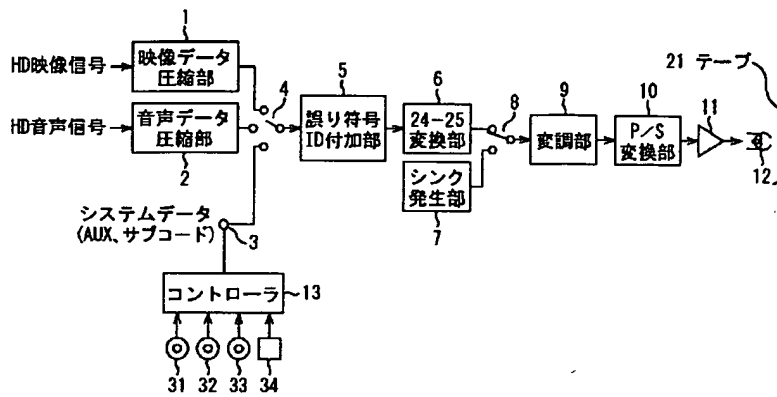 1
HD映像信号
映像データ
圧縮部
HD音声信号
音声データ
圧縮部
2
4
5
誤り符号
ID付加部
6
24-25
変換部
シンク
発生部
7
8
9
変調部
10
P/S
変換部
11
21 テープ
12
システムデータ
(AUX、サブコード)
3
コントローラ
13
31
32
33
34